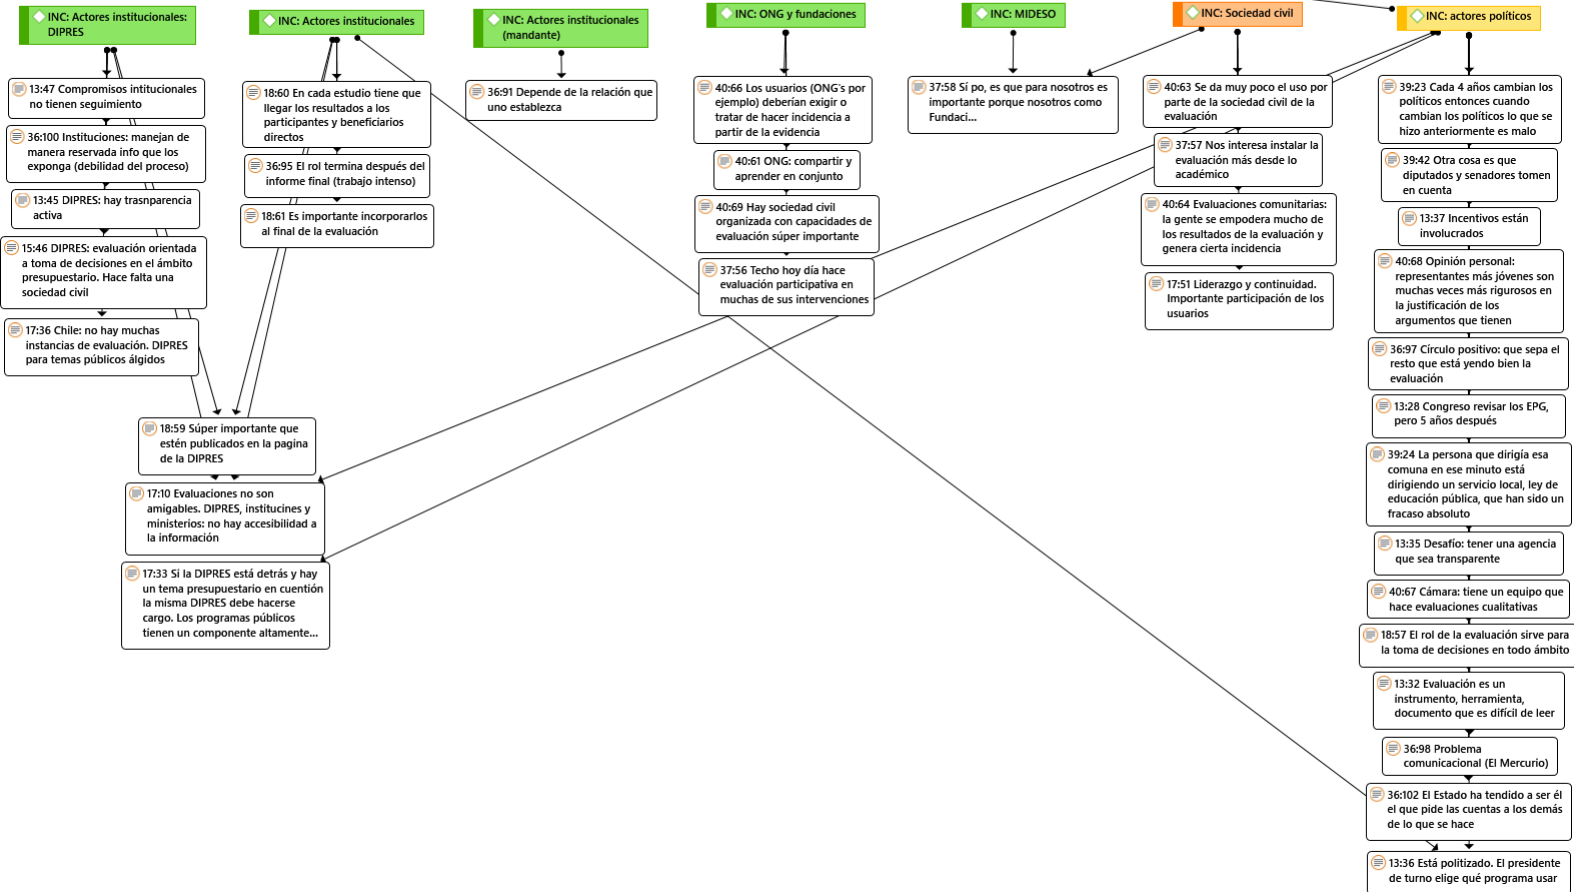 INC: Actores institucionales:
DIPRES
13:47 Compromisos intitucionales
no tienen seguimiento
36:100 Instituciones: manejan de
manera reservada info que los
exponga (debilidad del proceso)
13:45 DIPRES: hay trasnparencia
activa
15:46 DIPRES: evaluación orientada
a toma de decisiones en el ámbito
presupuestario. Hace falta una
sociedad civil
17:36 Chile: no hay muchas
instancias de evaluación. DIPRES
para temas públicos álgidos
INC: Actores institucionales
18:60 En cada estudio tiene que
llegar los resultados a los
participantes y beneficiarios
directos
36:95 El rol termina después del
informe final (trabajo intenso)
18:61 Es importante incorporarlos
al final de la evaluación
18:59 Súper importante que
estén publicados en la pagina
de la DIPRES
17:10 Evaluaciones no son
amigables. DIPRES, institucines y
ministerios: no hay accesibilidad a
la información
17:33 Si la DIPRES está detrás y hay
un tema presupuestario en cuentión
la misma DIPRES debe hacerse
cargo. Los programas públicos
tienen un componente altamente...
INC: Actores institucionales
(mandante)
36:91 Depende de la relación que
uno establezca
INC: ONG y fundaciones
40:66 Los usuarios (ONG's por
ejemplo) deberían exigir o
tratar de hacer incidencia a
partir de la evidencia
40:61 ONG: compartir y
aprender en conjunto
40:69 Hay sociedad civil
organizada con capacidades de
evaluación súper importante
37:56 Techo hoy día hace
evaluación participativa en
muchas de sus intervenciones
INC: MIDESO
37:58 Sí po, es que para nosotros es
importante porque nosotros como
Fundaci...
INC: Sociedad civil
40:63 Se da muy poco el uso por
parte de la sociedad civil de la
evaluación
37:57 Nos interesa instalar la
evaluación más desde lo
académico
40:64 Evaluaciones comunitarias:
la gente se empodera mucho de
los resultados de la evaluación y
genera cierta incidencia
17:51 Liderazgo y continuidad.
Importante participación de los
usuarios
INC: actores políticos
39:23 Cada 4 años cambian los
políticos entonces cuando
cambian los políticos lo que se
hizo anteriormente es malo
39:42 Otra cosa es que
diputados y senadores tomen
en cuenta
13:37 Incentivos están
involucrados
40:68 Opinión personal:
representantes más jóvenes son
muchas veces más rigurosos en
la justificación de los
argumentos que tienen
36:97 Círculo positivo: que sepa el
resto que está yendo bien la
evaluación
13:28 Congreso revisar los EPG,
pero 5 años después
39:24 La persona que dirigía esa
comuna en ese minuto está
dirigiendo un servicio local, ley de
educación pública, que han sido un
fracaso absoluto
13:35 Desafío: tener una agencia
que sea transparente
40:67 Cámara: tiene un equipo que
hace evaluaciones cualitativas
18:57 El rol de la evaluación sirve para
la toma de decisiones en todo ámbito
13:32 Evaluación es un
instrumento, herramienta,
documento que es difícil de leer
36:98 Problema
comunicacional (El Mercurio)
36:102 El Estado ha tendido a ser él
el que pide las cuentas a los demás
de lo que se hace
13:36 Está politizado. El presidente
de turno elige qué programa usar